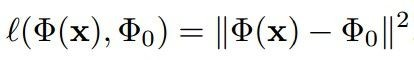 ℓ(Φ(𝐱), Φ₀) = ‖Φ(𝐱) − Φ₀‖²